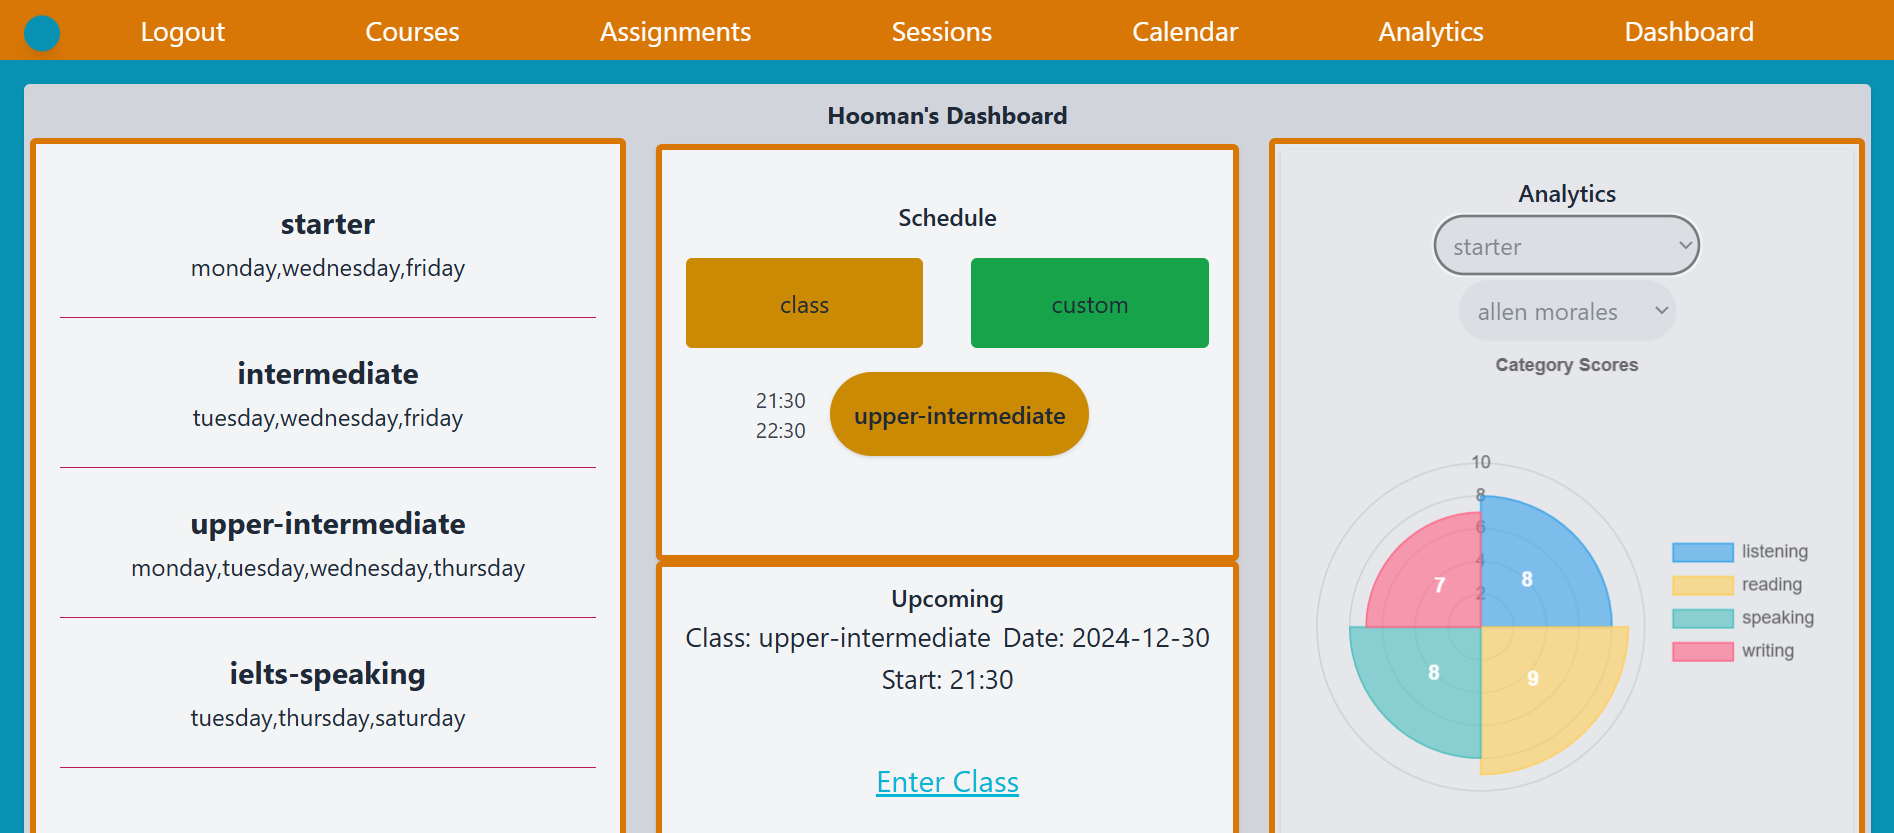 Logout Courses Assignments Sessions Calendar Analytics Dashboard
Hooman's Dashboard
starter
monday,wednesday,friday
intermediate
tuesday,wednesday,friday
upper-intermediate
monday,tuesday,wednesday,thursday
ielts-speaking
tuesday,thursday,saturday
Schedule
class custom
21:30
22:30
upper-intermediate
Upcoming
Class: upper-intermediate Date: 2024-12-30
Start: 21:30
Enter Class
Analytics
starter
allen morales
Category Scores
10
8
6
4
2
7 8
8 9
listening
reading
speaking
writing